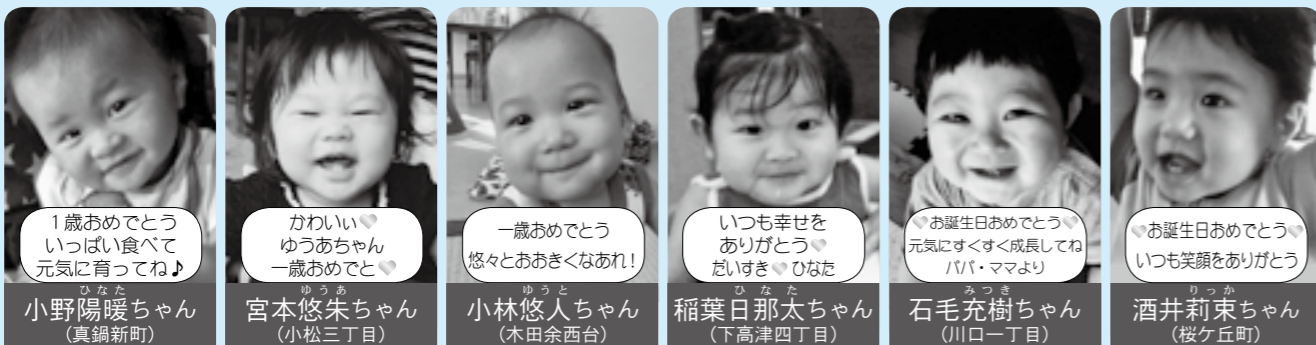 1歳おめでとう
いっぱい食べて
元気に育ってね♪
ひなた
小野陽暖ちゃん
(真鍋新町)
かわいい♡
ゆうあちゃん
一歳おめでと♡
ゆうあ
宮本悠朱ちゃん
(小松三丁目)
一歳おめでとう
悠々とおおきくなあれ！
ゆうと
小林悠人ちゃん
(木田余西台)
いつも幸せを
ありがとう♡
だいすき♡ひなた
ひなた
稲葉日那太ちゃん
(下高津四丁目)
♡お誕生日おめでとう♡
元気にすくすく成長してね
パパ・ママより
みつき
石毛充樹ちゃん
(川口一丁目)
♡お誕生日おめでとう♡
いつも笑顔をありがとう
りっか
酒井莉束ちゃん
(桜ケ丘町)